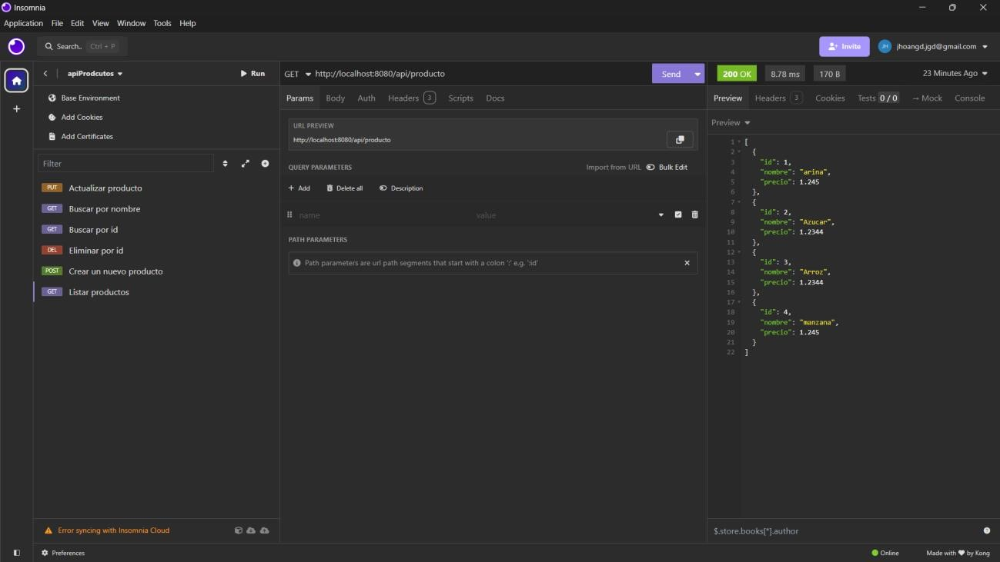 Insomnia
Application File Edit View Window Tools Help
Search.. Ctrl + P
Invite
JH jhoangd.jgd@gmail.com
apiProdcutos
Run
Base Environment
Add Cookies
Add Certificates
Filter
PUT Actualizar producto
GET Buscar por nombre
GET Buscar por id
DEL Eliminar por id
POST Crear un nuevo producto
GET Listar productos
Error syncing with Insomnia Cloud
Preferences
GET http://localhost:8080/api/producto
Send
Params Body Auth Headers 3 Scripts Docs
URL PREVIEW
http://localhost:8080/api/producto
QUERY PARAMETERS
Import from URL Bulk Edit
+ Add Delete all Description
name value
PATH PARAMETERS
Path parameters are url path segments that start with a colon ':' e.g. ':id'
200 OK 8.78 ms 170 B 23 Minutes Ago
Preview Headers 3 Cookies Tests 0 / 0 → Mock Console
Preview
1 [
2 {
3 "id": 1,
4 "nombre": "arina",
5 "precio": 1.245
6 },
7 {
8 "id": 2,
9 "nombre": "Azucar",
10 "precio": 1.2344
11 },
12 {
13 "id": 3,
14 "nombre": "Arroz",
15 "precio": 1.2344
16 },
17 {
18 "id": 4,
19 "nombre": "manzana",
20 "precio": 1.245
21 }
22 ]
$.store.books[*].author
Online
Made with ♥ by Kong